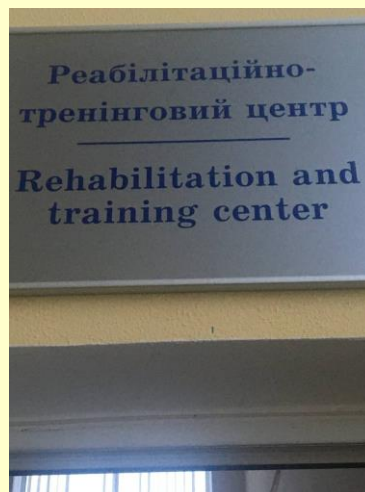 Реабілітаційно-
тренінговий центр
Rehabilitation and
training center